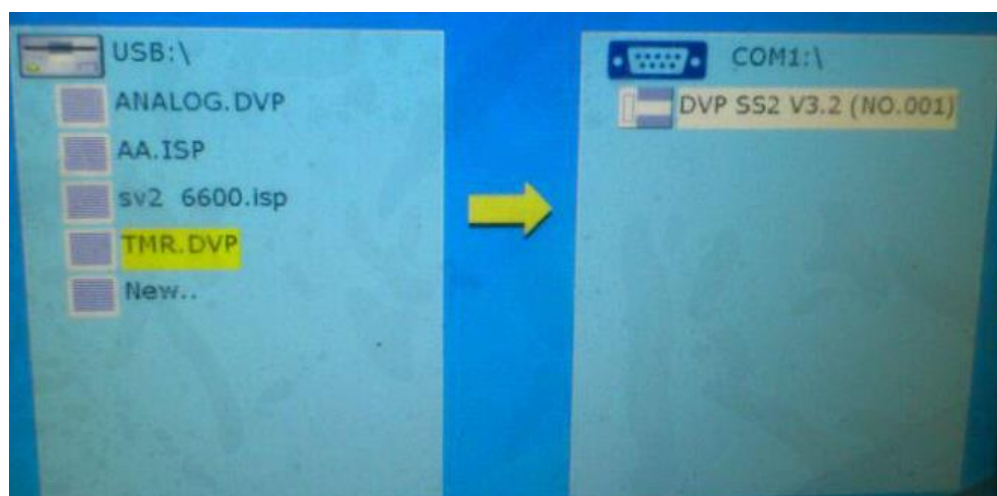 USB:\
ANALOG.DVP
AA.ISP
sv2 6600.isp
TMR.DVP
New..
COM1:\
DVP SS2 V3.2 (NO.001)